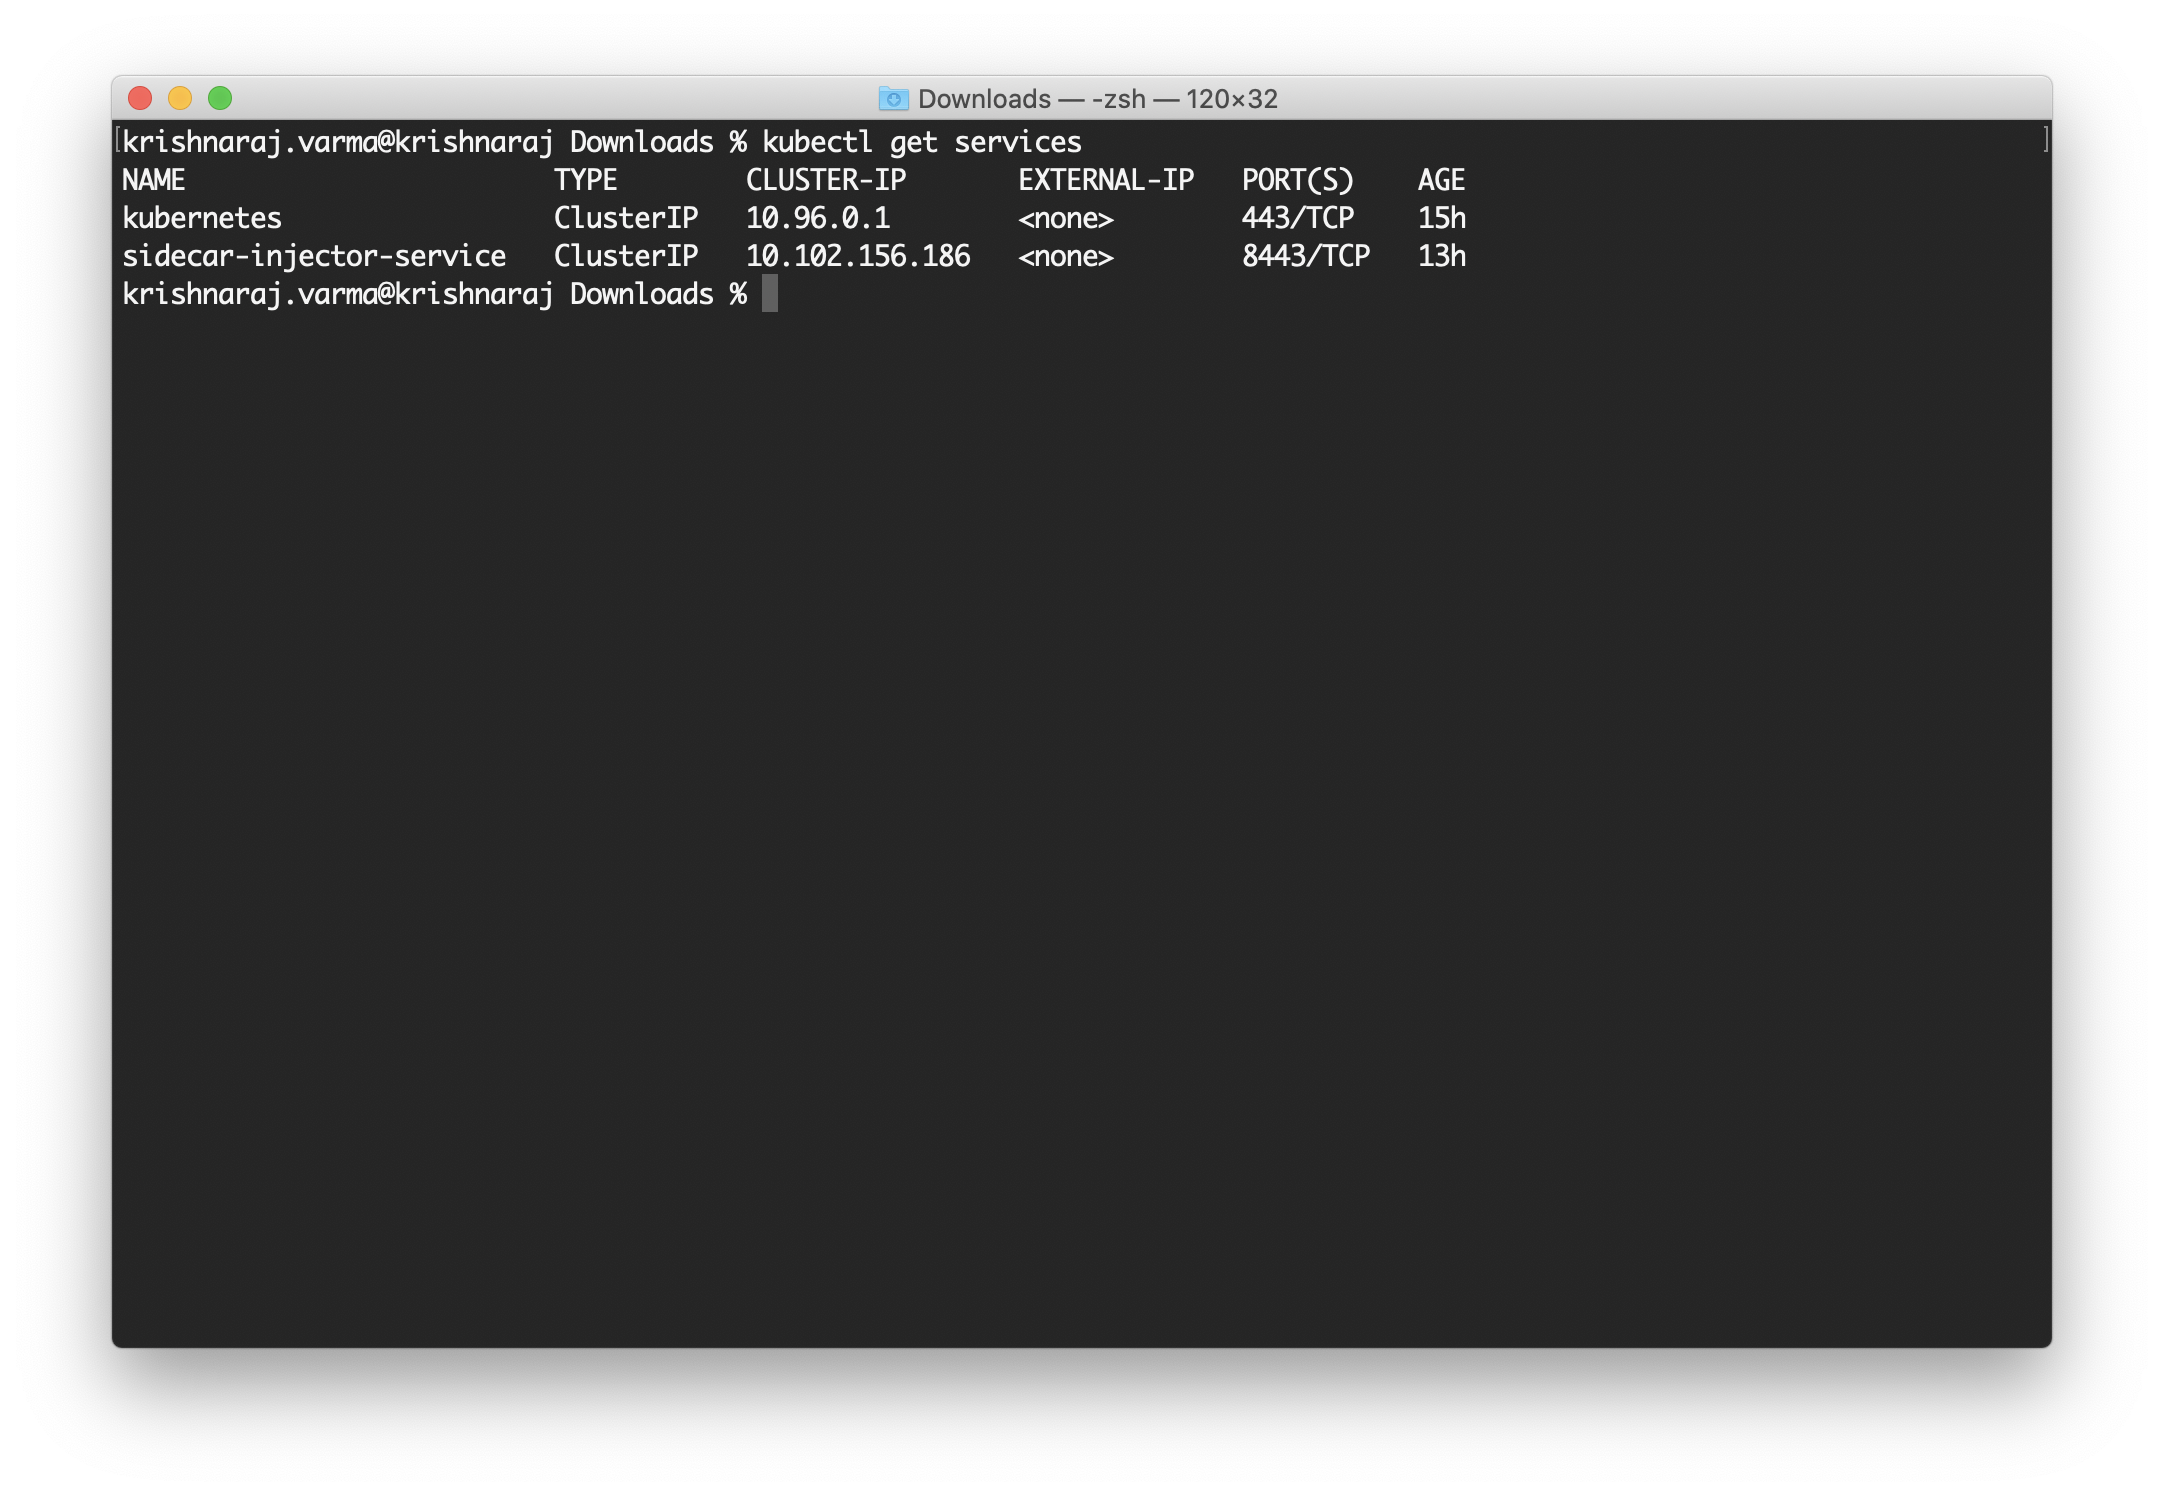 Downloads — -zsh — 120×32
krishnaraj.varma@krishnaraj Downloads % kubectl get services
NAME                       TYPE        CLUSTER-IP       EXTERNAL-IP   PORT(S)    AGE
kubernetes                 ClusterIP   10.96.0.1        <none>        443/TCP    15h
sidecar-injector-service   ClusterIP   10.102.156.186   <none>        8443/TCP   13h
krishnaraj.varma@krishnaraj Downloads %